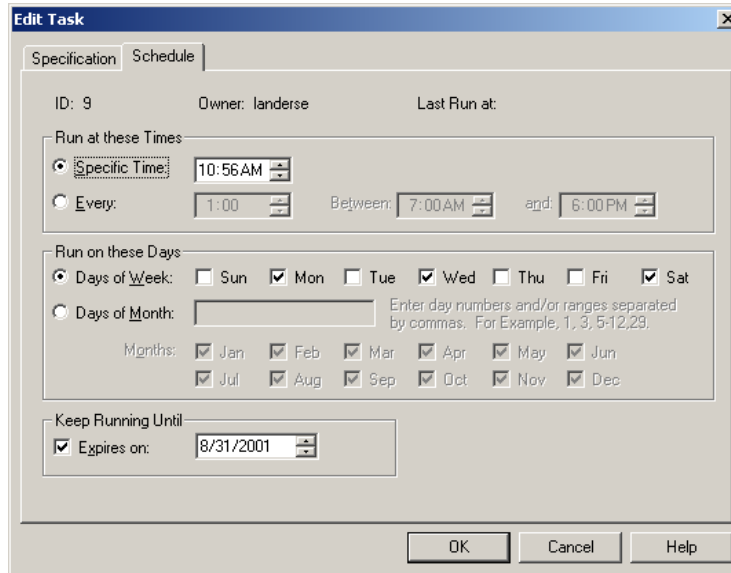 Edit Task
Specification Schedule
ID: 9 Owner: landerse Last Run at:
Run at these Times
Specific Time: 10:56AM
Every: 1:00 Between: 7:00AM and: 6:00PM
Run on these Days
Days of Week: Sun Mon Tue Wed Thu Fri Sat
Days of Month: Enter day numbers and/or ranges separated
by commas. For Example, 1, 3, 5-12,29.
Months: Jan Feb Mar Apr May Jun
Jul Aug Sep Oct Nov Dec
Keep Running Until
Expires on: 8/31/2001
OK Cancel Help